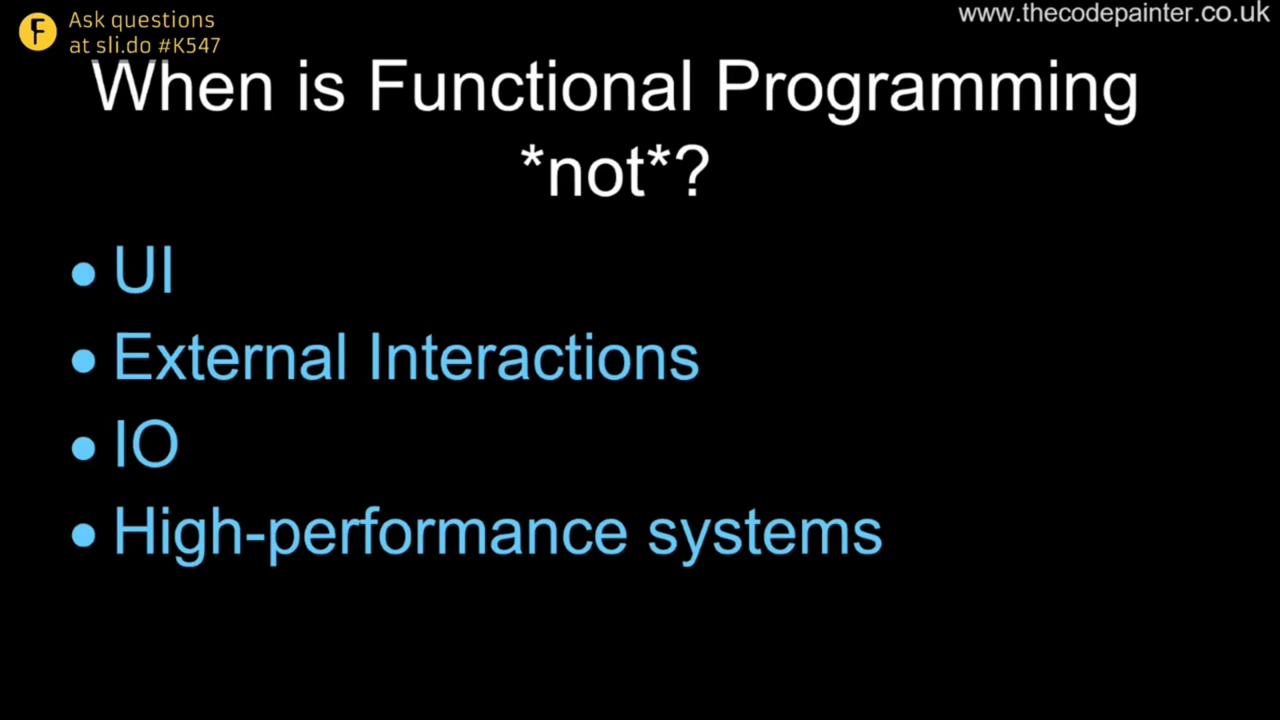 F
Ask questions
at sli.do #K547
www.thecodepainter.co.uk
When is Functional Programming
*not*?
• UI
• External Interactions
• IO
• High-performance systems